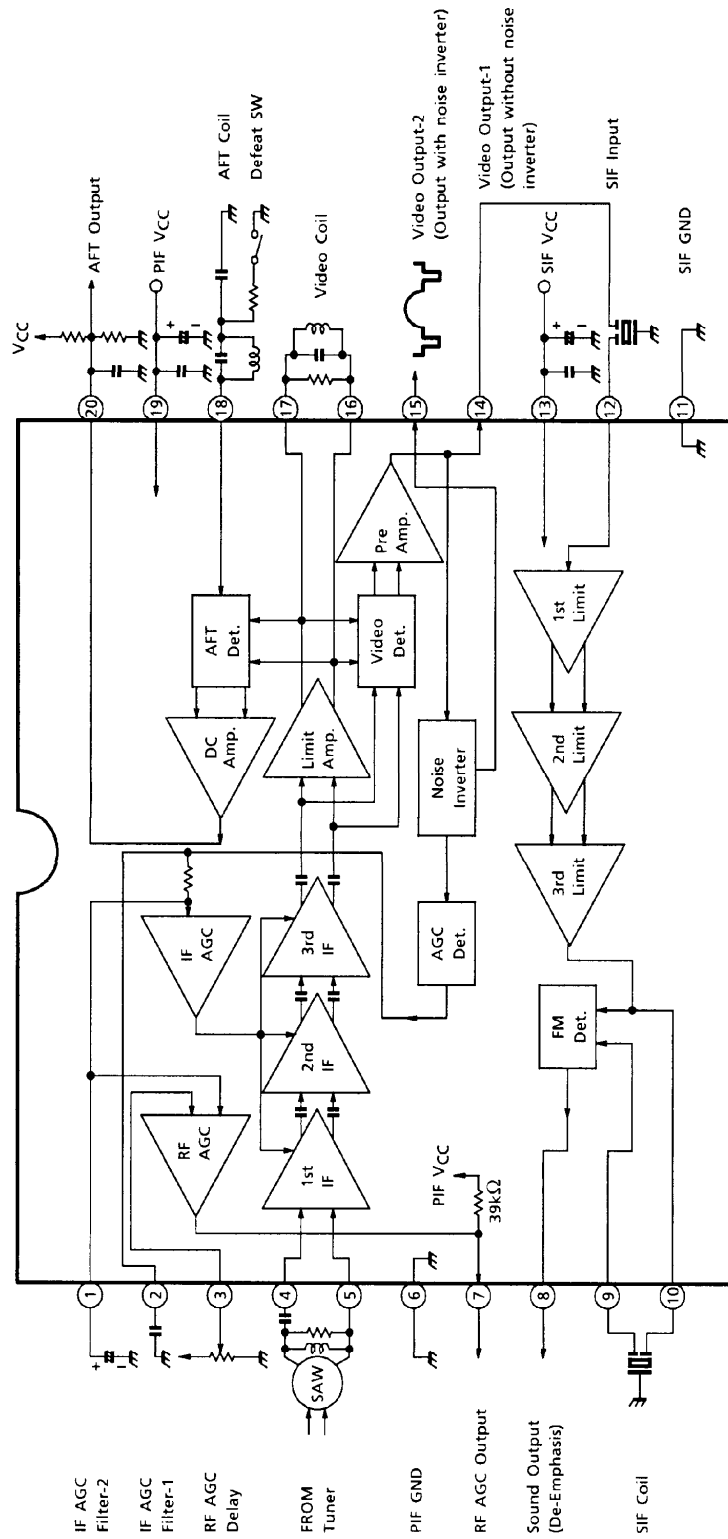 VCC
AFT Output
PIF VCC
AFT Coil
Defeat SW
Video Coil
Video Output-2
(Output with noise inverter)
Video Output-1
(Output without noise
inverter)
SIF Input
SIF VCC
SIF GND
20
19
18
17
16
15
14
13
12
11
+
−
+
−
AFT
Det.
DC
Amp.
Limit
Amp.
Video
Det.
Pre
Amp.
Noise
Inverter
AGC
Det.
IF
AGC
RF
AGC
1st
IF
2nd
IF
3rd
IF
1st
Limit
2nd
Limit
3rd
Limit
FM
Det.
PIF VCC
39kΩ
1
2
3
4
5
6
7
8
9
10
+
−
SAW
IF AGC
Filter-2
IF AGC
Filter-1
RF AGC
Delay
FROM
Tuner
PIF GND
RF AGC Output
Sound Output
(De-Emphasis)
SIF Coil